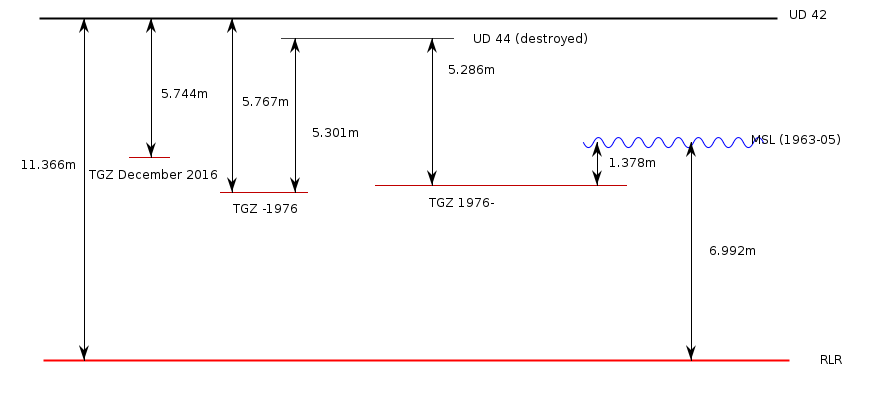 UD 42
UD 44 (destroyed)
5.286m
5.744m
5.767m
5.301m
MSL (1963-05)
11.366m
1.378m
TGZ December 2016
TGZ -1976
TGZ 1976-
6.992m
RLR